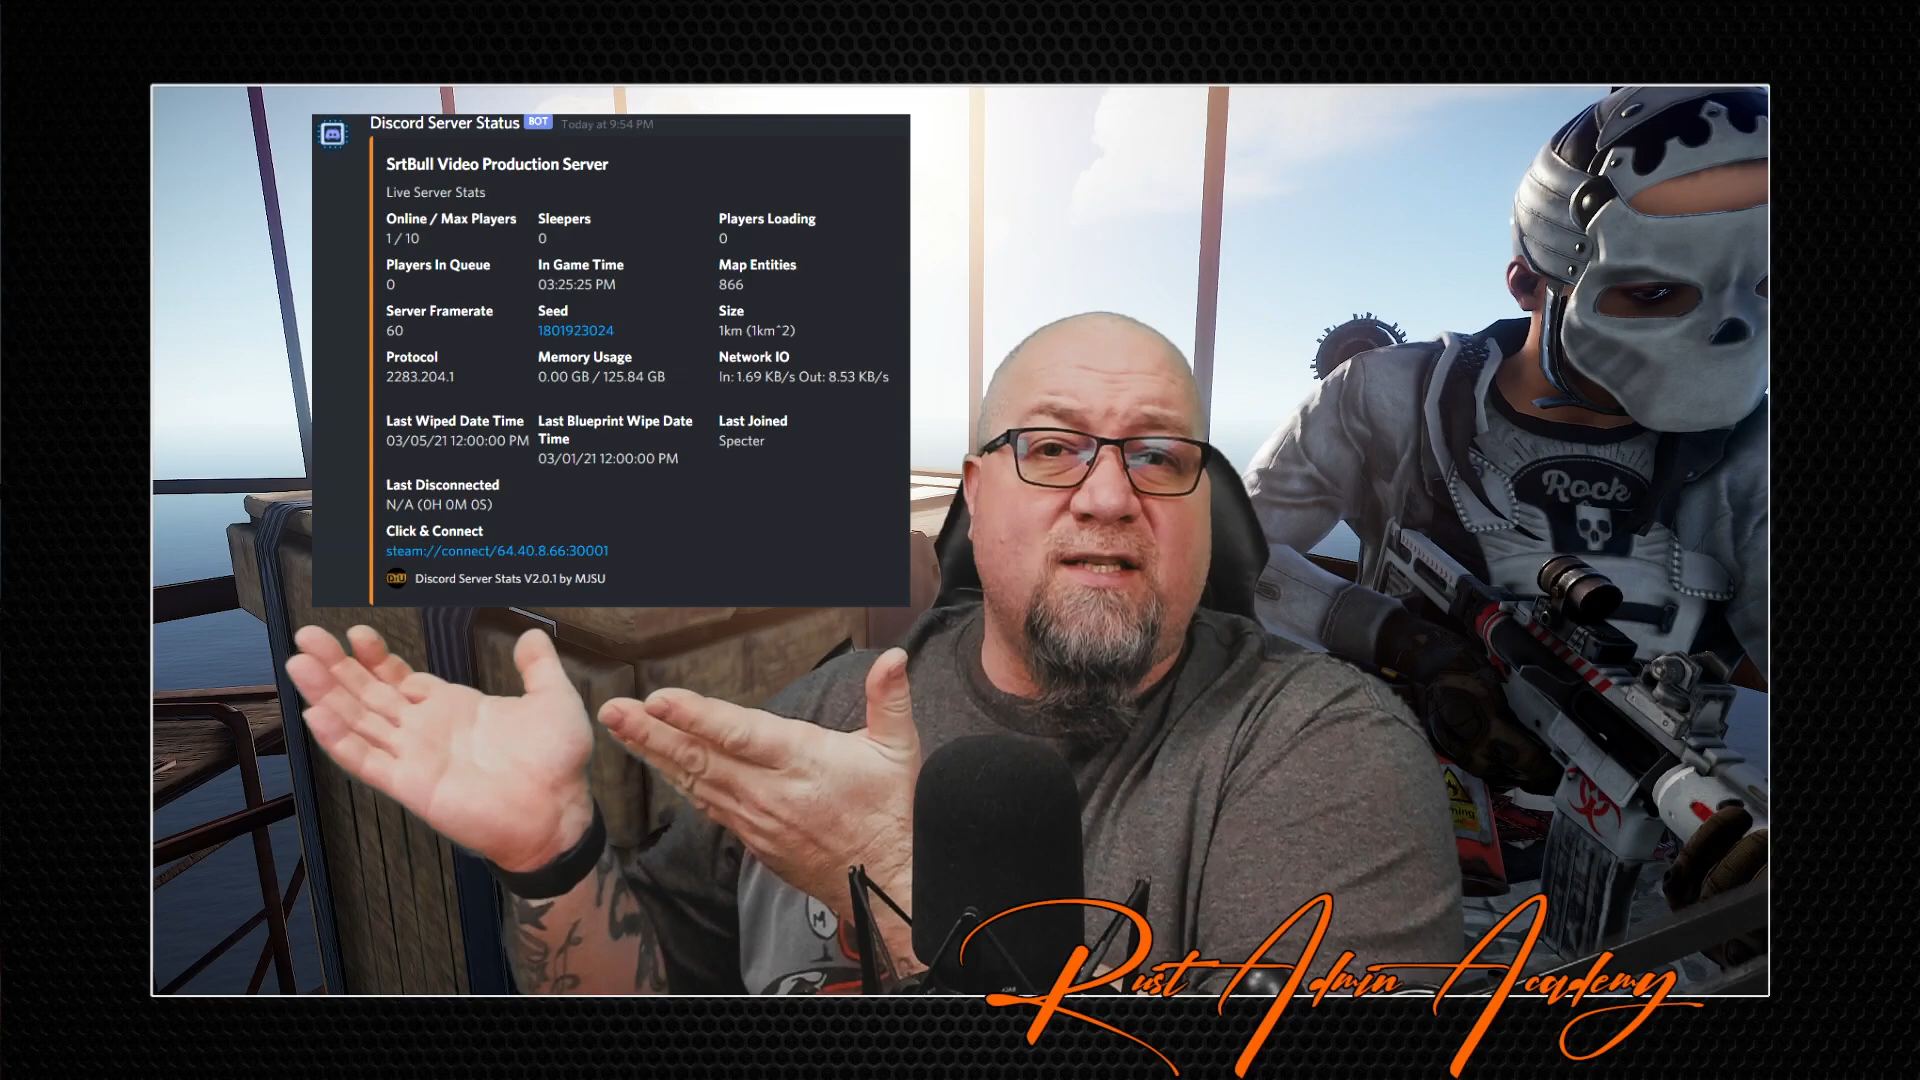 Discord Server Status BOT Today at 9:54 PM
SrtBull Video Production Server
Live Server Stats
Online / Max Players Sleepers Players Loading
1 / 10 0 0
Players In Queue In Game Time Map Entities
0 03:25:25 PM 866
Server Framerate Seed Size
60 1801923024 1km (1km^2)
Protocol Memory Usage Network IO
2283.204.1 0.00 GB / 125.84 GB In: 1.69 KB/s Out: 8.53 KB/s
Last Wiped Date Time Last Blueprint Wipe Date Time Last Joined
03/05/21 12:00:00 PM 03/01/21 12:00:00 PM Specter
Last Disconnected
N/A (0H 0M 0S)
Click & Connect
steam://connect/64.40.8.66:30001
Discord Server Stats V2.0.1 by MJSU
Rock
Rust Admin Academy